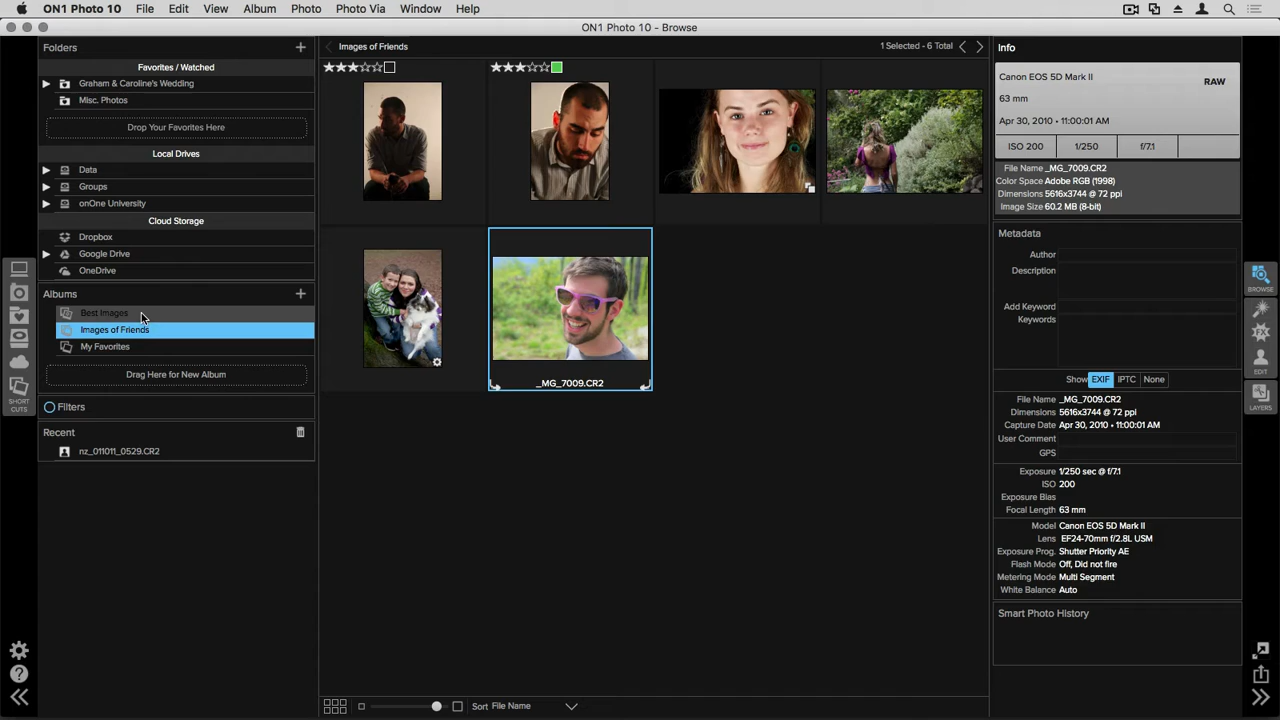 ON1 Photo 10 File Edit View Album Photo Photo Via Window Help
ON1 Photo 10 - Browse
Folders
Favorites / Watched
Graham & Caroline's Wedding
Misc. Photos
Drop Your Favorites Here
Local Drives
Data
Groups
onOne University
Cloud Storage
Dropbox
Google Drive
OneDrive
Albums
Best Images
Images of Friends
My Favorites
Drag Here for New Album
Filters
Recent
nz_011011_0529.CR2
SHORT
CUTS
Images of Friends
1 Selected - 6 Total
_MG_7009.CR2
Sort File Name
Info
Canon EOS 5D Mark II
RAW
63 mm
Apr 30, 2010 • 11:00:01 AM
ISO 200 1/250 f/7.1
File Name _MG_7009.CR2
Color Space Adobe RGB (1998)
Dimensions 5616x3744 @ 72 ppi
Image Size 60.2 MB (8-bit)
Metadata
Author
Description
Add Keyword
Keywords
Show EXIF IPTC None
File Name _MG_7009.CR2
Dimensions 5616x3744 @ 72 ppi
Capture Date Apr 30, 2010 • 11:00:01 AM
User Comment
GPS
Exposure 1/250 sec @ f/7.1
ISO 200
Exposure Bias
Focal Length 63 mm
Model Canon EOS 5D Mark II
Lens EF24-70mm f/2.8L USM
Exposure Prog. Shutter Priority AE
Flash Mode Off, Did not fire
Metering Mode Multi Segment
White Balance Auto
Smart Photo History
BROWSE
FX
EDIT
LAYERS